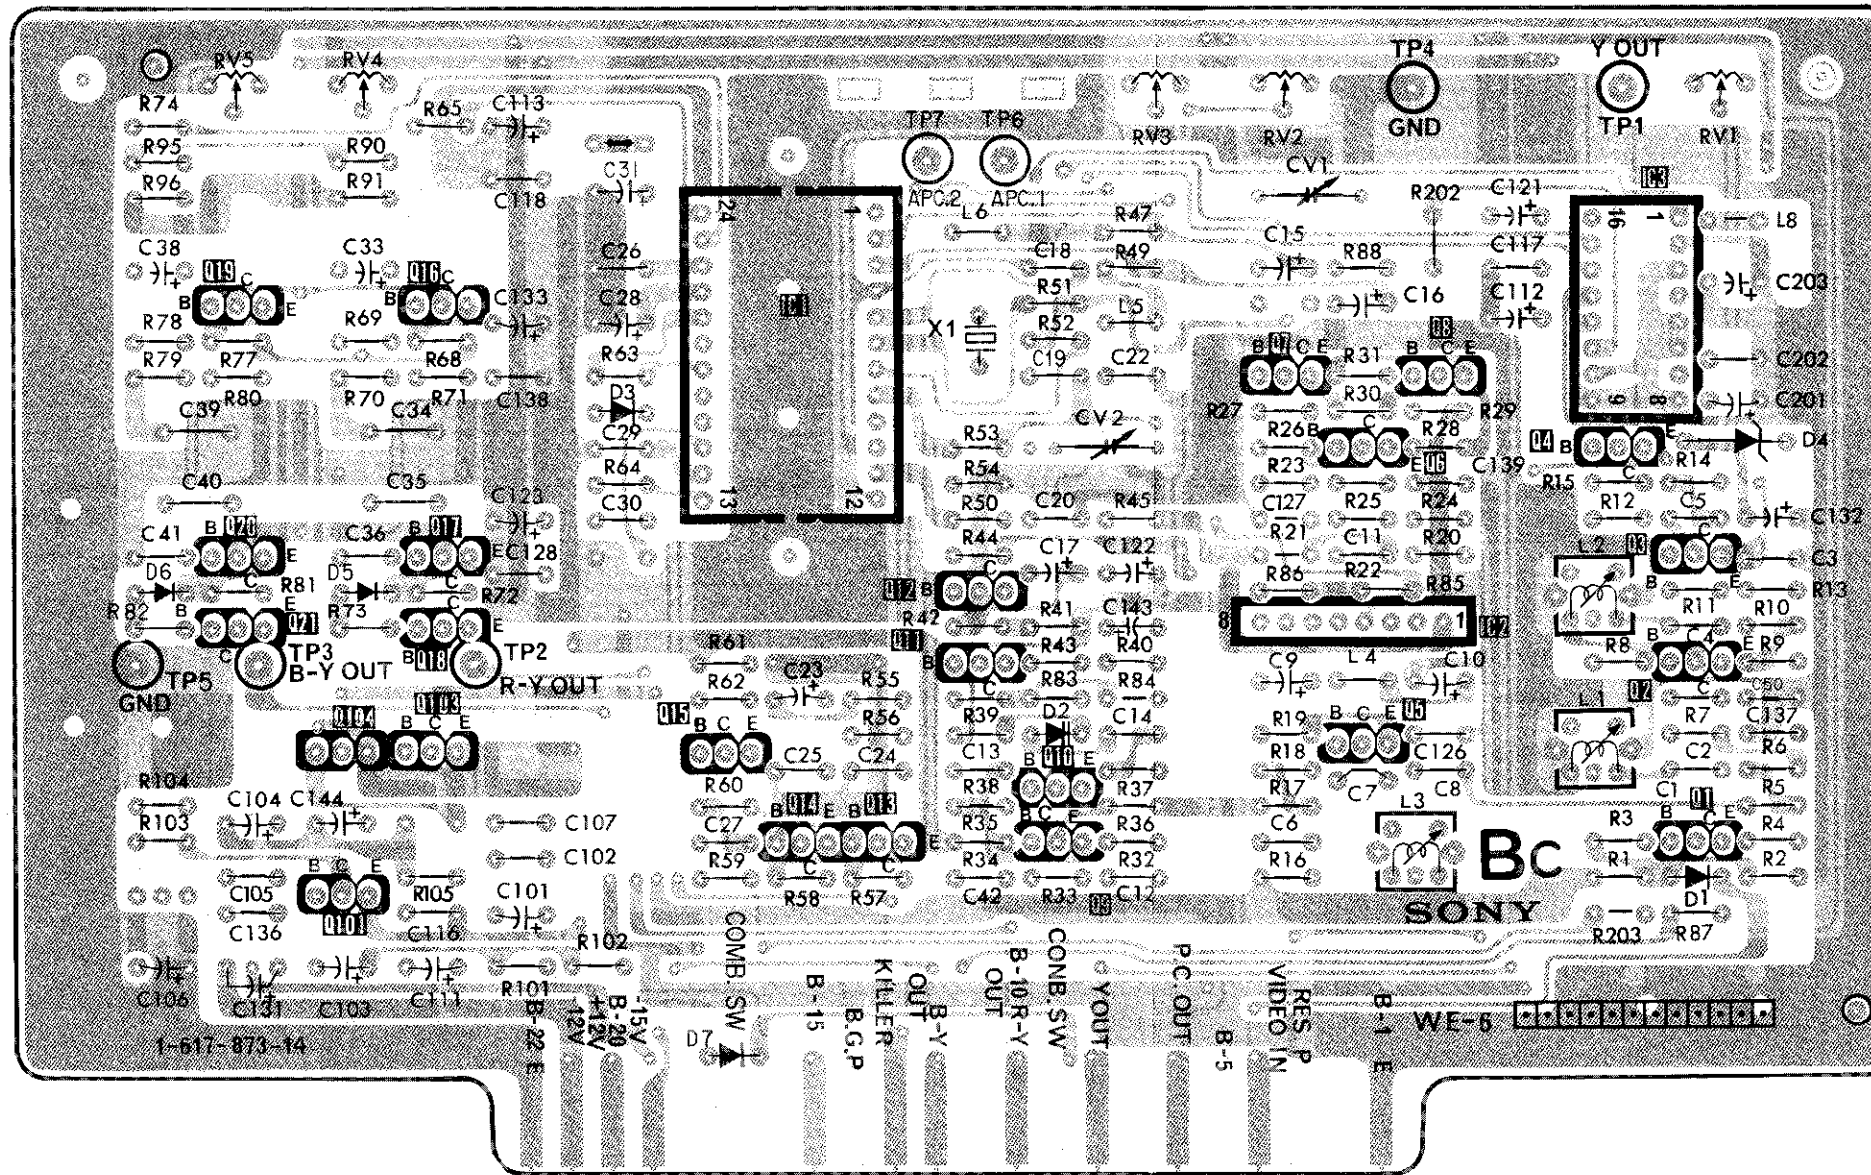 TP4 Y OUT
RV5 RV4
R74 R65 C113 TP7 TP6 GND TP1
RV3 RV2 RV1
R95 R90
C31 CV1 IC3
R96 R91 C118 APC.2 APC.1 R202 C121
24 1 L6 R47 16 1 L8
C38 C33 C26 C18 R49 C15 R88 C117
Q19 C Q16 C
B E B E C133 C28 IC1 R51 L5 C16 C112 C203
R78 R69 X1 R52 Q7 Q8
R79 R77 R68 R63 C19 C22 B C E R31 B C E C202
R80 R70 R71 C138 D3 R30 9 8
C39 C34 CV2 R27 R29 C201
C29 R53 R26 B C R28 Q4 B E D4
R64 R54 R23 E Q6 C139 C R14
C40 C35 C123 13 12 R15
C30 R50 C20 R45 C127 R25 R24 R12 C5
C41 B Q20 E C36 B Q17 E C128 R44 C17 C122 R21 C11 R20 L2 Q3 C C132
D6 C R81 D5 C R72 Q12 B C R86 R22 R85 B E C3
R82 B E Q21 R73 E R42 R41 C143 8 1 IC2 R11 R10 R13
C TP3 B Q18 TP2 R61 Q11 R43 R40 C9 L4 C10 R8 B C4 E R9
TP5 B-Y OUT R-Y OUT R62 C23 R55 B C R83 R84 Q2 C50
GND Q104 Q103 Q15 R56 R39 D2 C14 R19 Q5 L1 R7 C137
B C E B C E C25 C24 C13 Q10 R18 B C E C126 C2 R6
R104 R60 R38 B E R37 R17 C7 C8 C1 Q1 R5
C104 C144 C107 Q14 Q13 L3 B C E
R103 C27 B E B E R35 B C E R36 C6 R3 R4
C102 R59 C C R34 R32 R16 BC R1 R2
B C E
C105 R105 C101 R58 R57 C42 R33 Q9 C12 SONY D1
C136 Q101 C116 R102 R203 R87
C106 C131 C103 C111 R101
B-22 E
-12V
+12V
B-20
-15V
COMB. SW
B-15
B.G.P
KILLER
OUT
B-Y
OUT
B-10 R-Y
CONB. SW
YOUT
P.C. OUT
B-5
VIDEO IN
RES. P
B-1 E
WE-6
D7
1-617-873-14